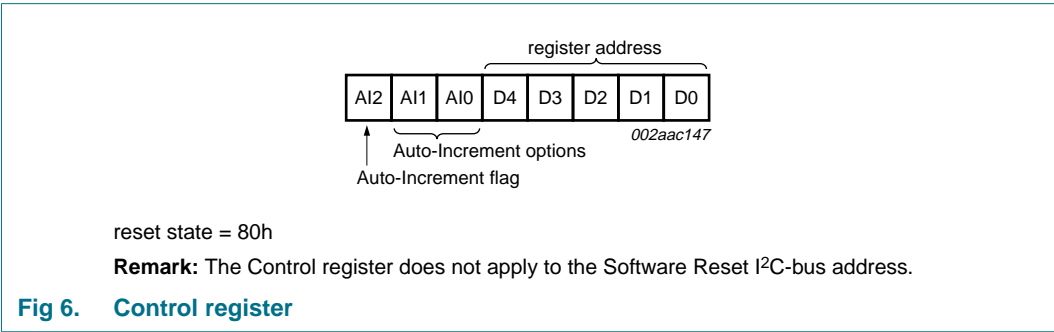 register address
AI2 AI1 AI0 D4 D3 D2 D1 D0
002aac147
Auto-Increment options
Auto-Increment flag
reset state = 80h
Remark: The Control register does not apply to the Software Reset I²C-bus address.
Fig 6. Control register